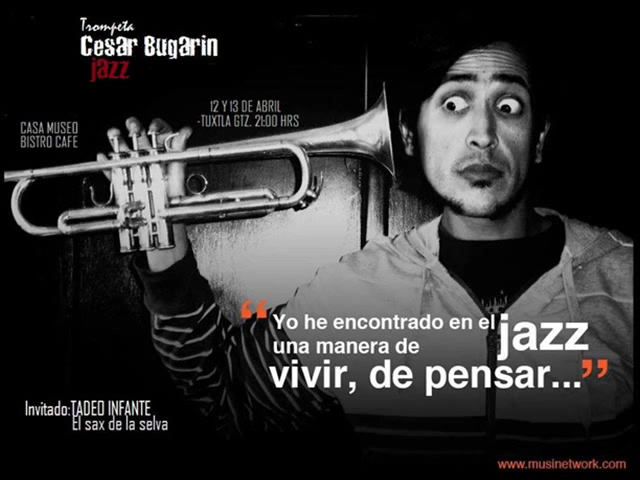 Trompeta
Cesar Bugarin
jazz
12 Y 13 DE ABRIL
-TUXTLA GTZ. 21:00 HRS
CASA MUSEO
BISTRO CAFE
“Yo he encontrado en el jazz
una manera de
vivir, de pensar...”
Invitado:TADEO INFANTE
El sax de la selva
www.musinetwork.com